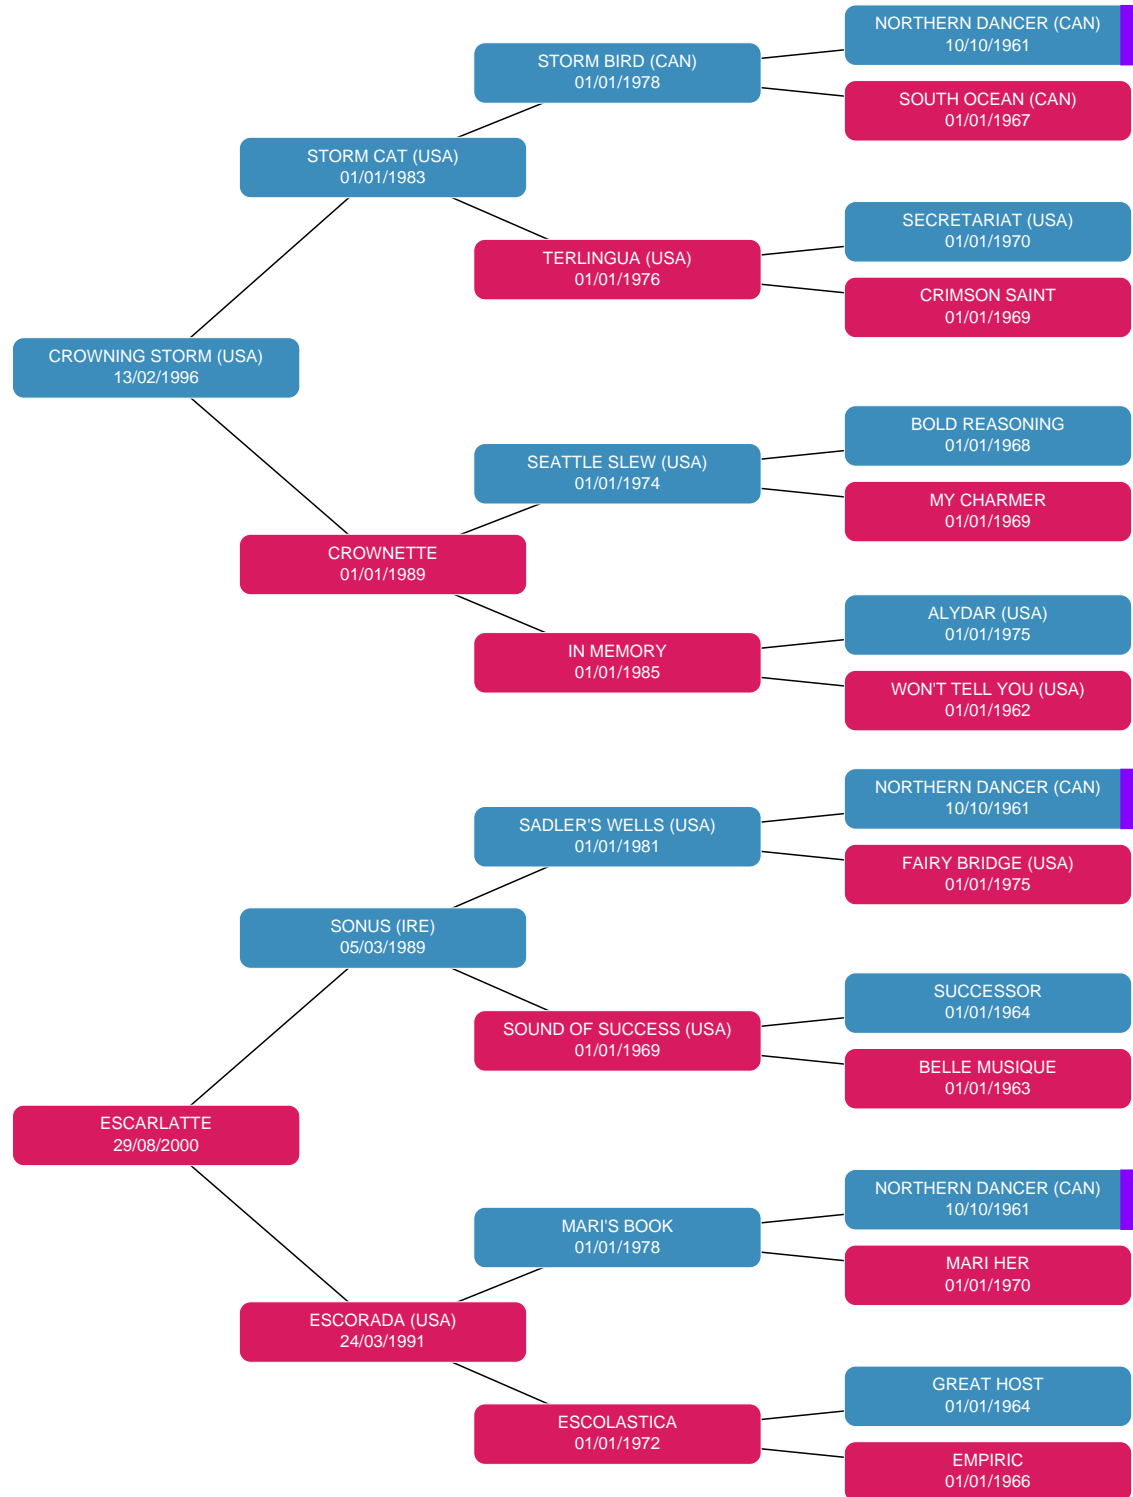 NORTHERN DANCER (CAN)
10/10/1961
STORM BIRD (CAN)
01/01/1978
SOUTH OCEAN (CAN)
01/01/1967
STORM CAT (USA)
01/01/1983
SECRETARIAT (USA)
01/01/1970
TERLINGUA (USA)
01/01/1976
CRIMSON SAINT
01/01/1969
CROWNING STORM (USA)
13/02/1996
BOLD REASONING
01/01/1968
SEATTLE SLEW (USA)
01/01/1974
MY CHARMER
01/01/1969
CROWNETTE
01/01/1989
ALYDAR (USA)
01/01/1975
IN MEMORY
01/01/1985
WON'T TELL YOU (USA)
01/01/1962
NORTHERN DANCER (CAN)
10/10/1961
SADLER'S WELLS (USA)
01/01/1981
FAIRY BRIDGE (USA)
01/01/1975
SONUS (IRE)
05/03/1989
SUCCESSOR
01/01/1964
SOUND OF SUCCESS (USA)
01/01/1969
BELLE MUSIQUE
01/01/1963
ESCARLATTE
29/08/2000
NORTHERN DANCER (CAN)
10/10/1961
MARI'S BOOK
01/01/1978
MARI HER
01/01/1970
ESCORADA (USA)
24/03/1991
GREAT HOST
01/01/1964
ESCOLASTICA
01/01/1972
EMPIRIC
01/01/1966